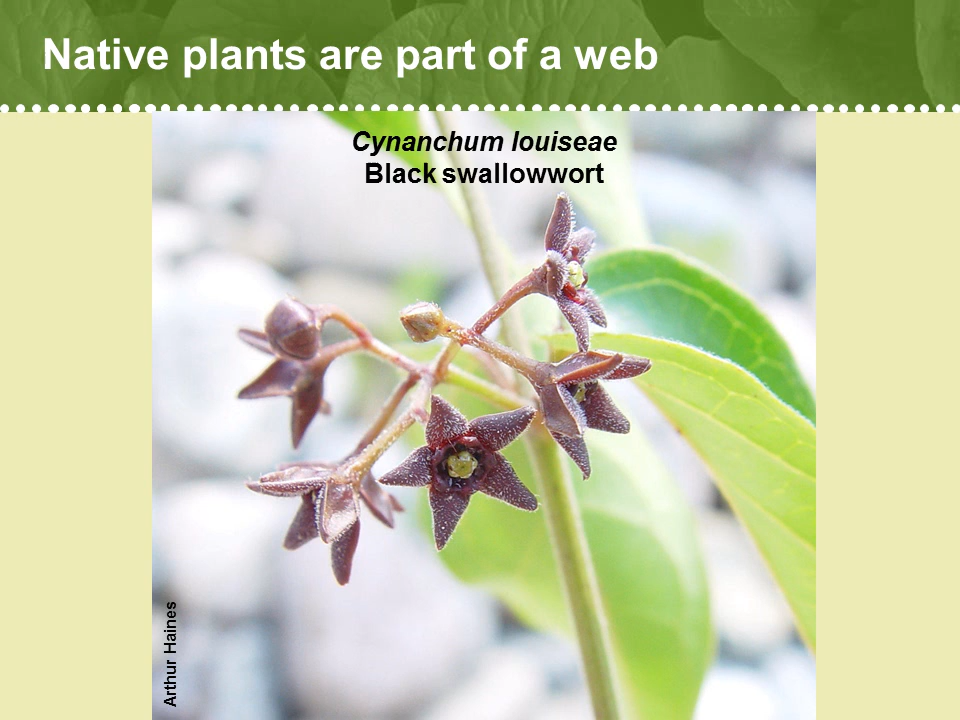 Native plants are part of a web
Cynanchum louiseae
Black swallowwort
Arthur Haines